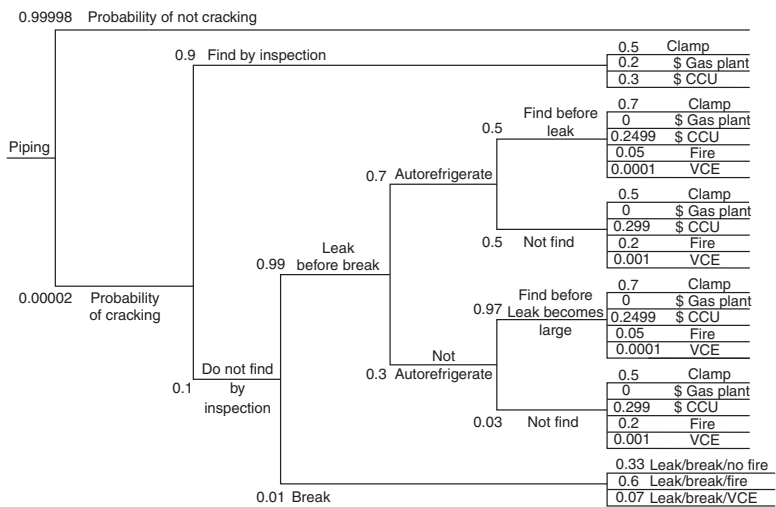 0.99998 Probability of not cracking
0.9 Find by inspection
0.5 Clamp
0.2 $ Gas plant
0.3 $ CCU
Piping
0.00002 Probability
of cracking
0.1
Do not find
by
inspection
0.99
Leak
before break
0.7 Autorefrigerate
0.5
Find before
leak
0.7 Clamp
0 $ Gas plant
0.2499 $ CCU
0.05 Fire
0.0001 VCE
0.5 Not find
0.5 Clamp
0 $ Gas plant
0.299 $ CCU
0.2 Fire
0.001 VCE
0.3
Not
Autorefrigerate
0.97
Find before
Leak becomes
large
0.7 Clamp
0 $ Gas plant
0.2499 $ CCU
0.05 Fire
0.0001 VCE
0.03 Not find
0.5 Clamp
0 $ Gas plant
0.299 $ CCU
0.2 Fire
0.001 VCE
0.01 Break
0.33 Leak/break/no fire
0.6 Leak/break/fire
0.07 Leak/break/VCE